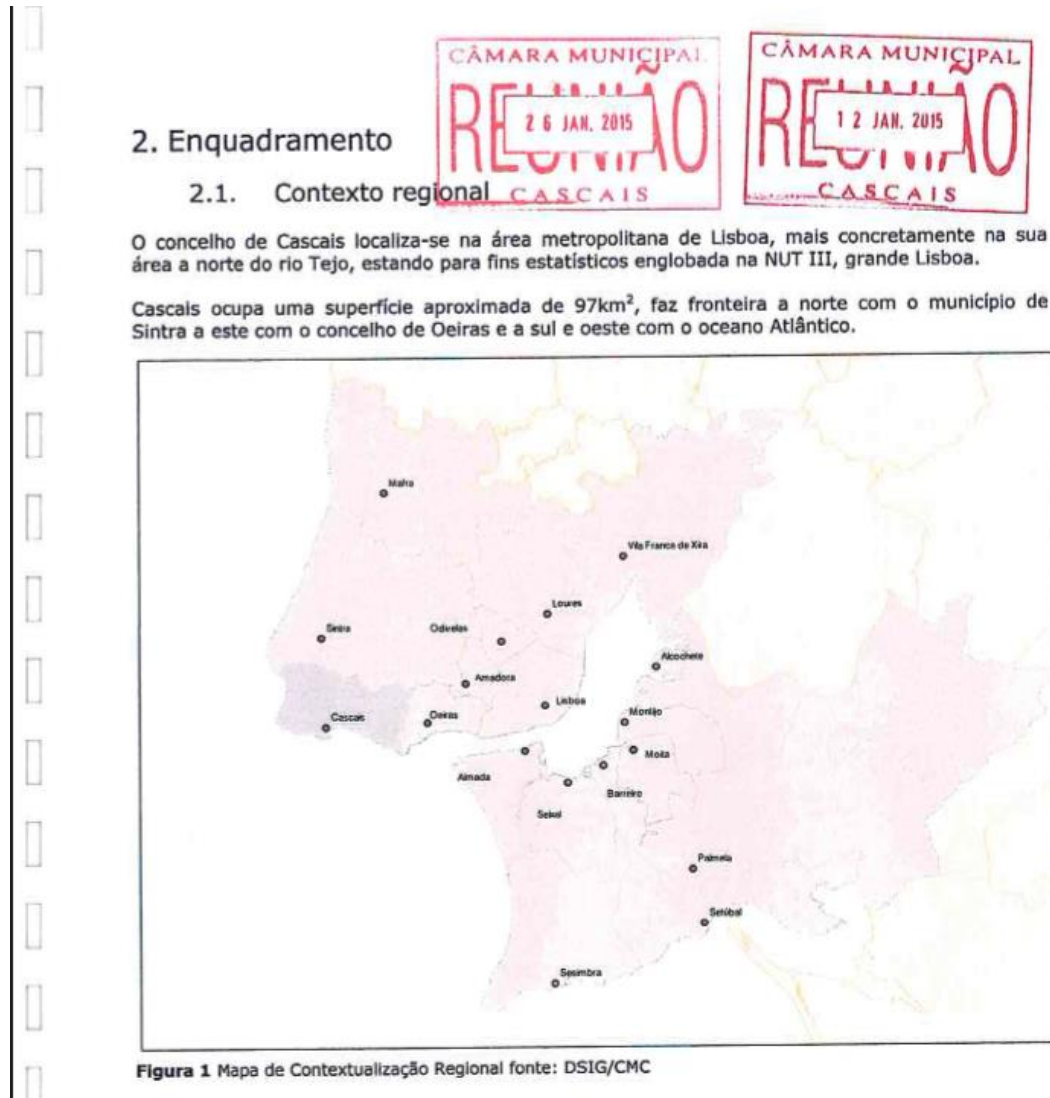 CÂMARA MUNICIPAL
REUNIÃO
26 JAN. 2015
CASCAIS
CÂMARA MUNICIPAL
REUNIÃO
12 JAN. 2015
CASCAIS
2. Enquadramento
2.1. Contexto regional
O concelho de Cascais localiza-se na área metropolitana de Lisboa, mais concretamente na sua
área a norte do rio Tejo, estando para fins estatísticos englobada na NUT III, grande Lisboa.
Cascais ocupa uma superfície aproximada de 97km², faz fronteira a norte com o município de
Sintra a este com o concelho de Oeiras e a sul e oeste com o oceano Atlântico.
Mafra
Vila Franca de Xira
Loures
Sintra
Odivelas
Alcochete
Amadora
Lisboa
Cascais
Oeiras
Montijo
Moita
Almada
Barreiro
Seixal
Palmela
Setúbal
Sesimbra
Figura 1 Mapa de Contextualização Regional fonte: DSIG/CMC